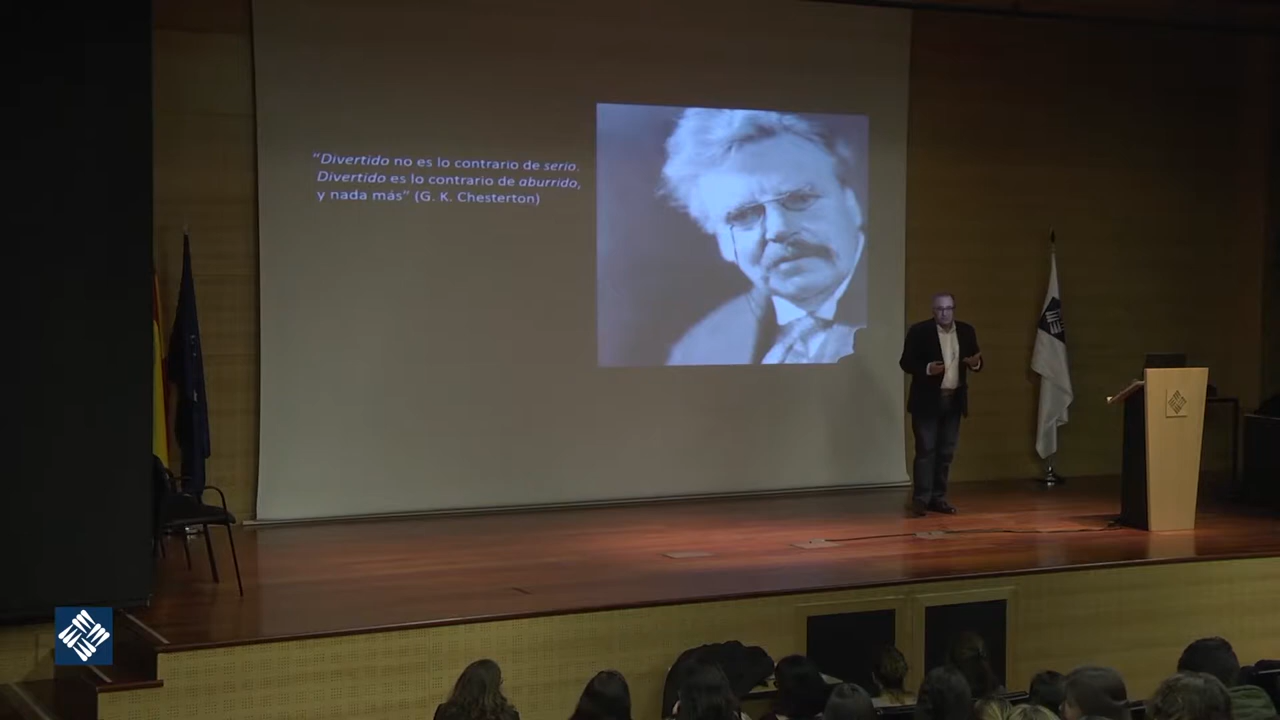 “Divertido no es lo contrario de serio.
Divertido es lo contrario de aburrido,
y nada más” (G. K. Chesterton)